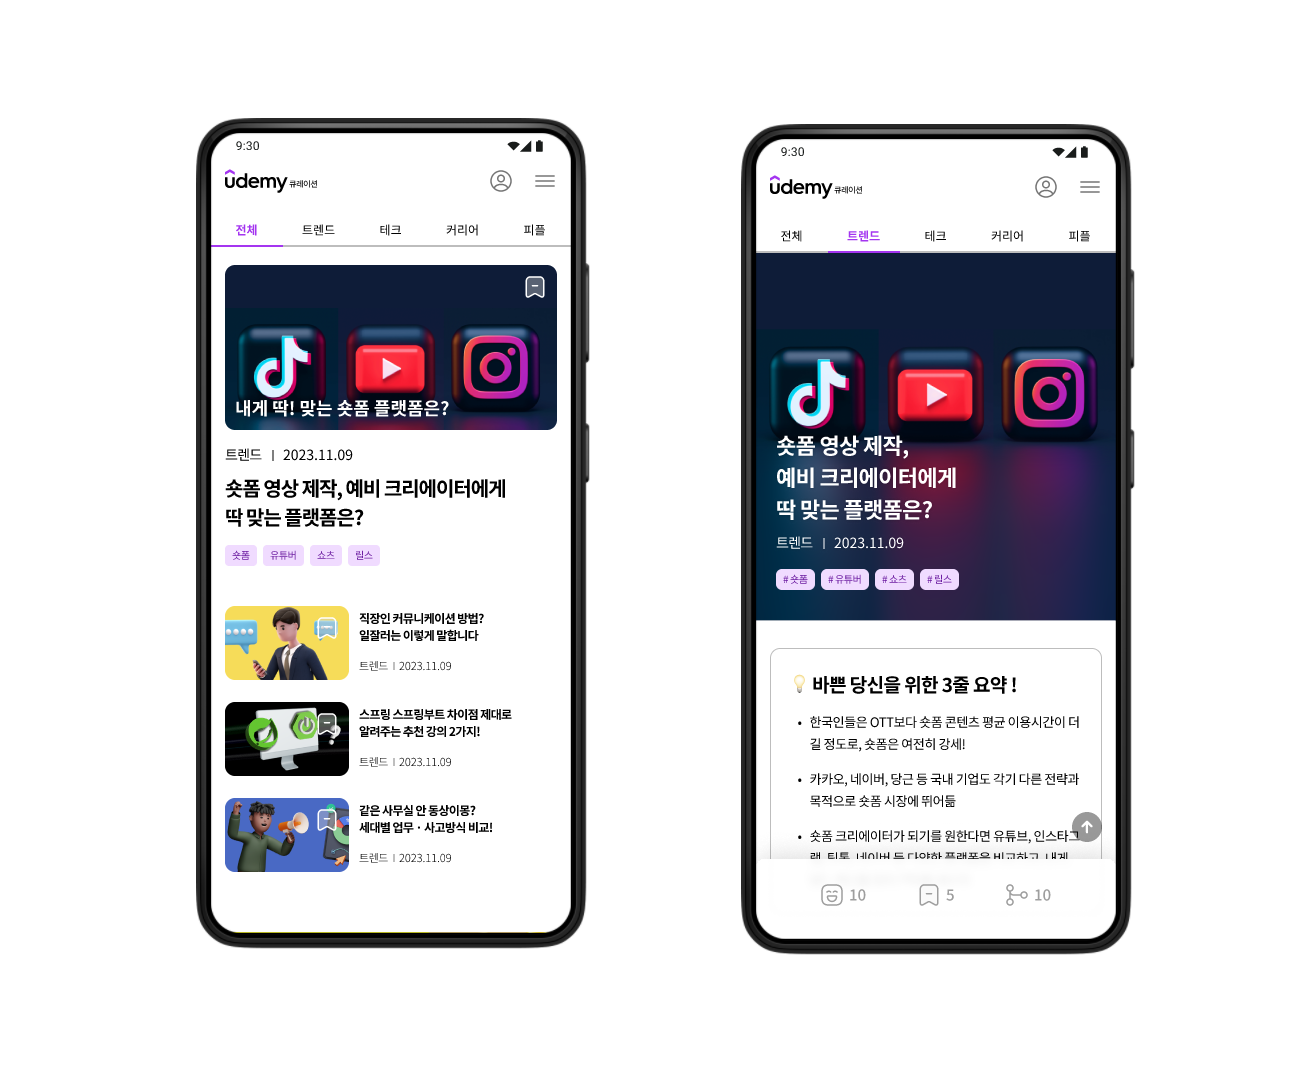 9:30
ûdemy 큐레이션
전체 트렌드 테크 커리어 피플
내게 딱! 맞는 숏폼 플랫폼은?
트렌드 | 2023.11.09
숏폼 영상 제작, 예비 크리에이터에게
딱 맞는 플랫폼은?
숏폼 유튜버 쇼츠 릴스
직장인 커뮤니케이션 방법?
일잘러는 이렇게 말합니다
트렌드 | 2023.11.09
스프링 스프링부트 차이점 제대로
알려주는 추천 강의 2가지!
트렌드 | 2023.11.09
같은 사무실 안 동상이몽?
세대별 업무 · 사고방식 비교!
트렌드 | 2023.11.09
9:30
ûdemy 큐레이션
전체 트렌드 테크 커리어 피플
숏폼 영상 제작,
예비 크리에이터에게
딱 맞는 플랫폼은?
트렌드 | 2023.11.09
# 숏폼 # 유튜버 # 쇼츠 # 릴스
바쁜 당신을 위한 3줄 요약 !
• 한국인들은 OTT보다 숏폼 콘텐츠 평균 이용시간이 더
길 정도로, 숏폼은 여전히 강세!
• 카카오, 네이버, 당근 등 국내 기업도 각기 다른 전략과
목적으로 숏폼 시장에 뛰어듦
• 숏폼 크리에이터가 되기를 원한다면 유튜브, 인스타그
램, 틱톡, 네이버 등 다양한 플랫폼을 비교하고, 내게
10 5 10